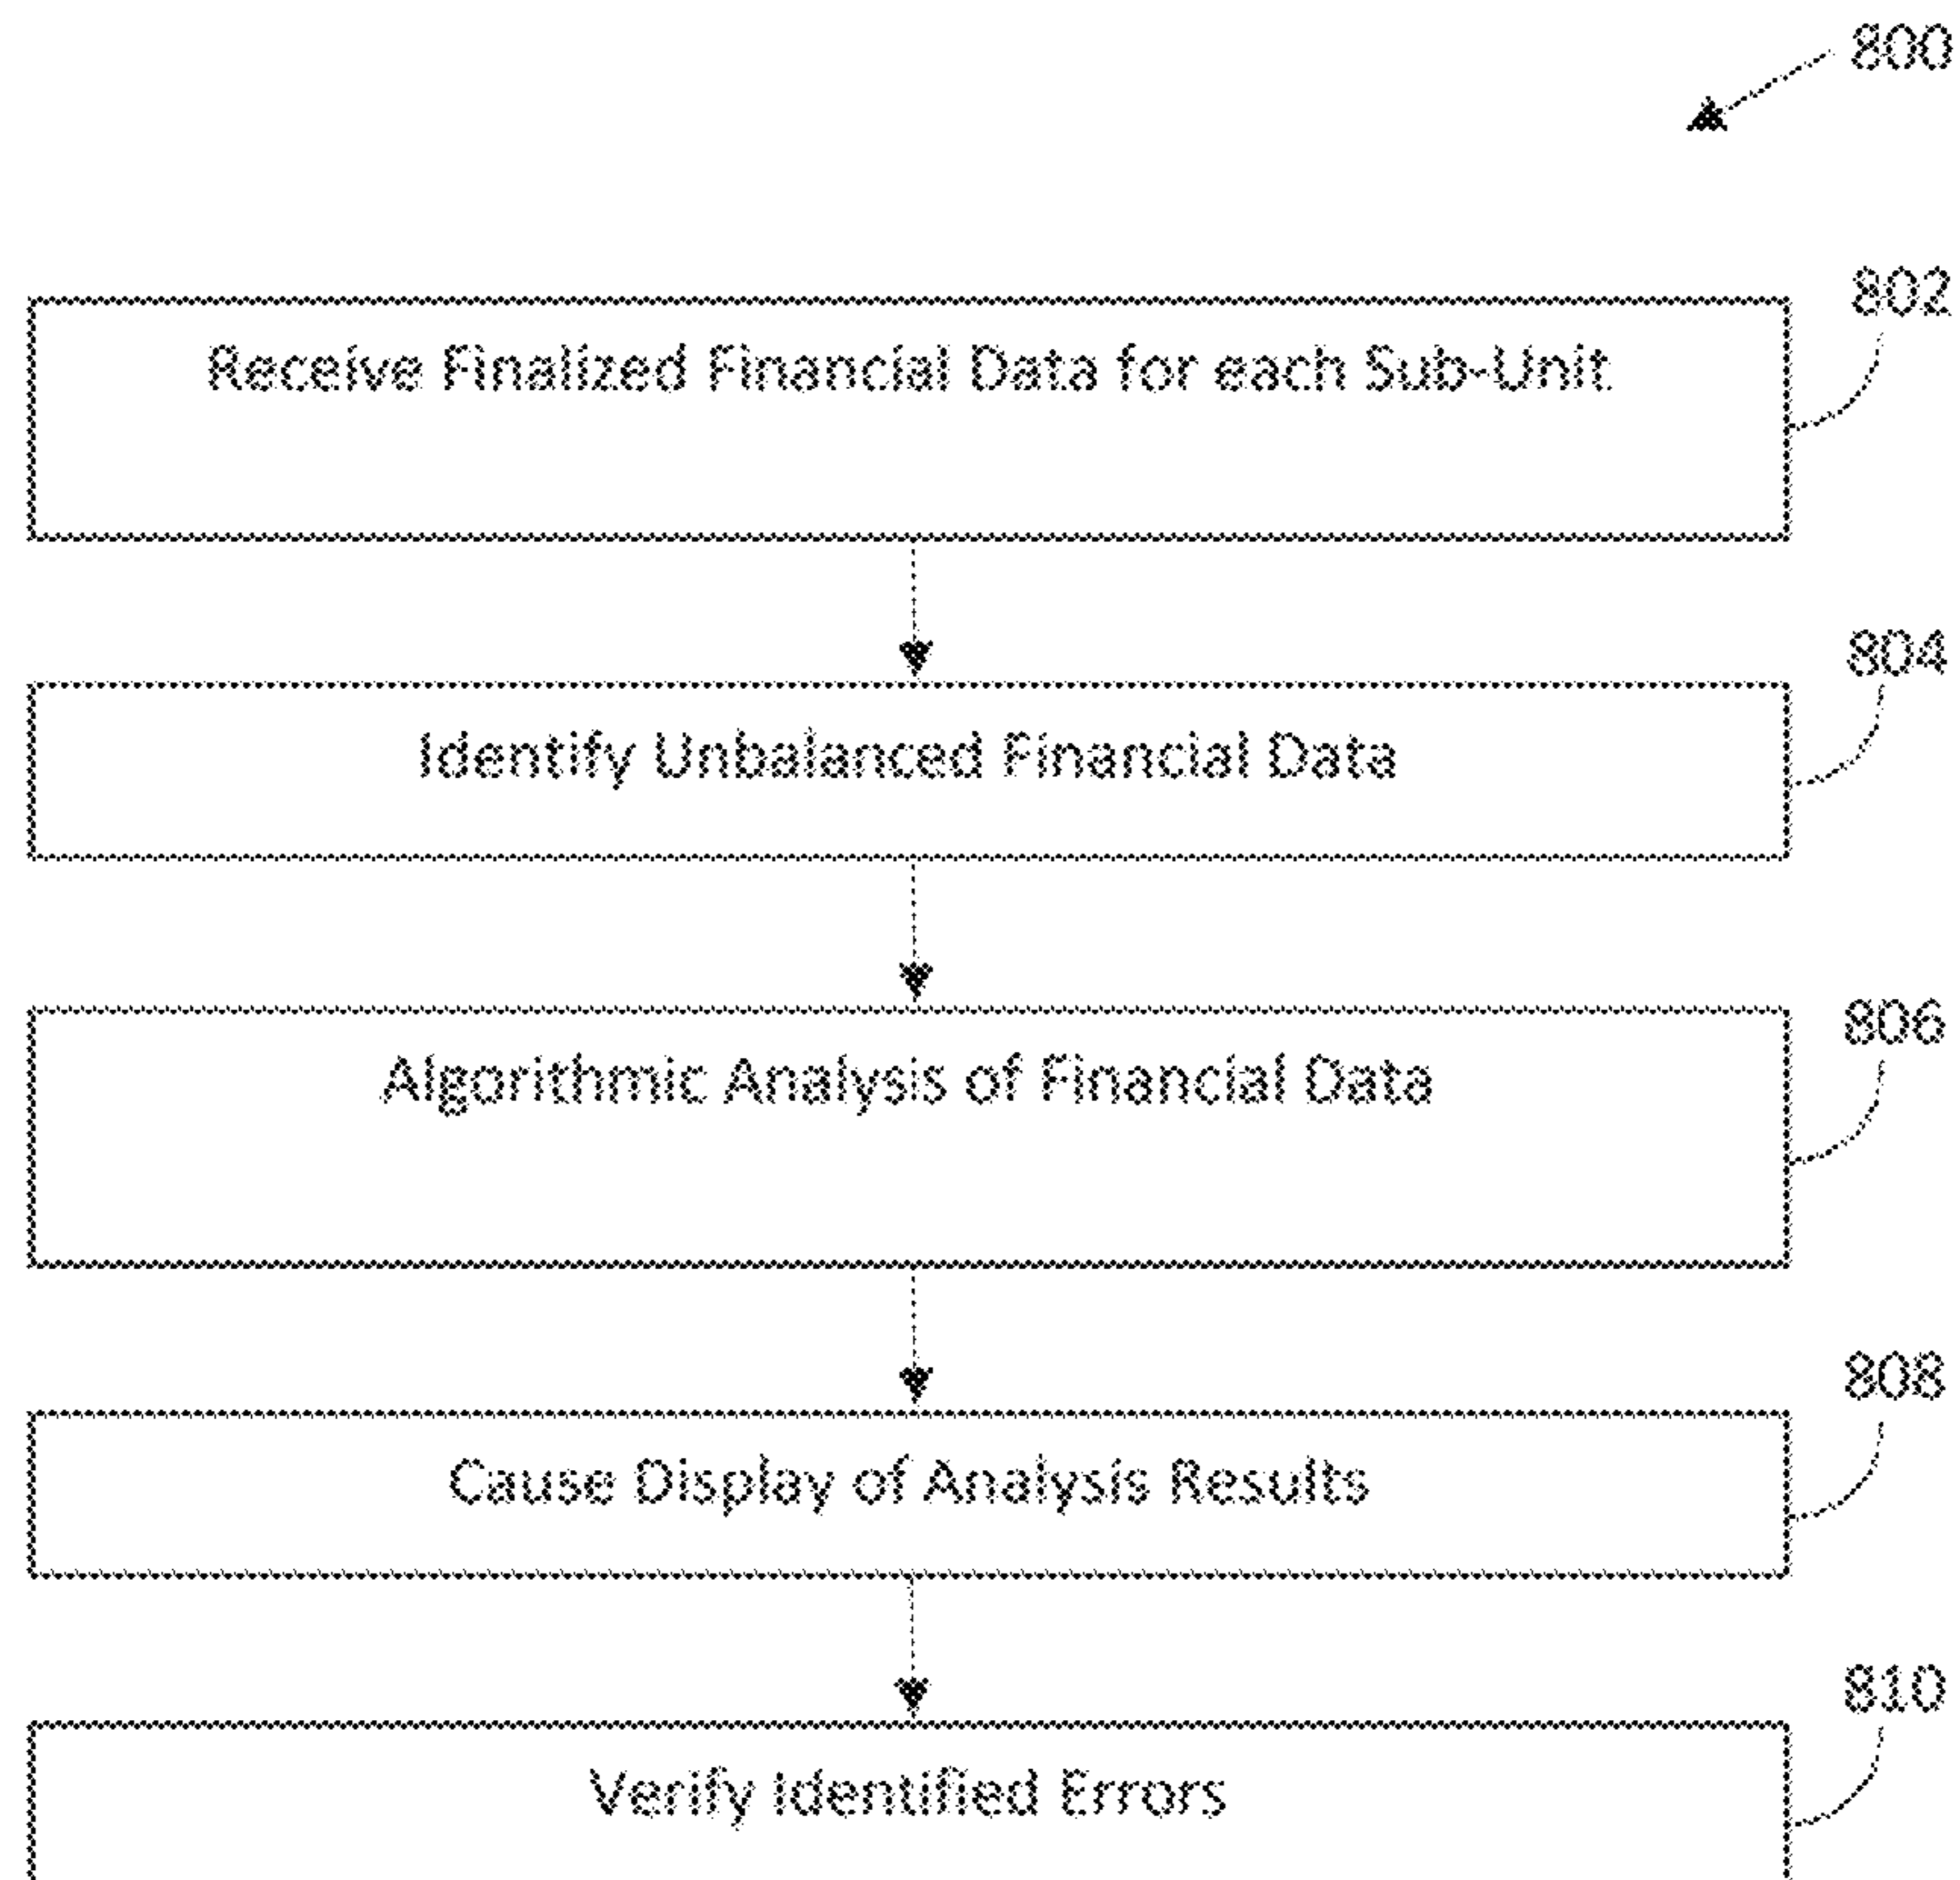 800
802
Receive Finalized Financial Data for each Sub-Unit
804
Identify Unbalanced Financial Data
806
Algorithmic Analysis of Financial Data
808
Cause Display of Analysis Results
810
Verify Identified Errors